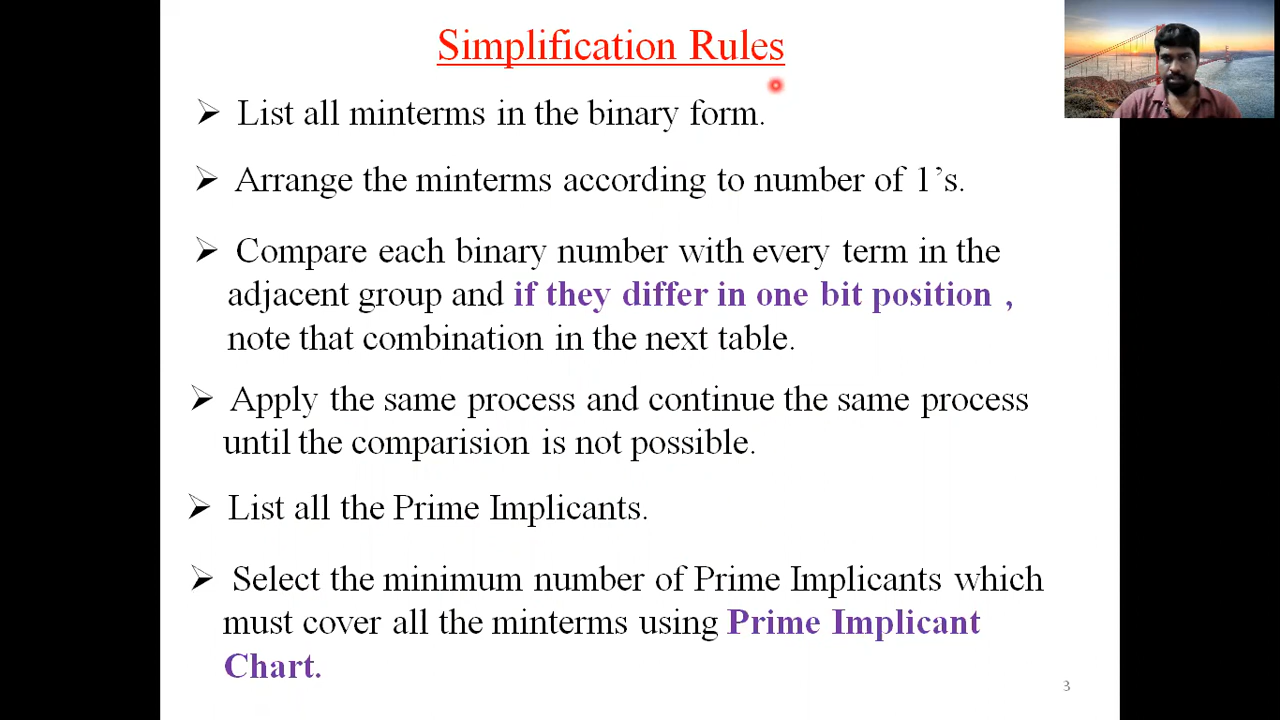 Simplification Rules
➢ List all minterms in the binary form.
➢ Arrange the minterms according to number of 1’s.
➢ Compare each binary number with every term in the
adjacent group and if they differ in one bit position ,
note that combination in the next table.
➢ Apply the same process and continue the same process
until the comparision is not possible.
➢ List all the Prime Implicants.
➢ Select the minimum number of Prime Implicants which
must cover all the minterms using Prime Implicant
Chart.
3